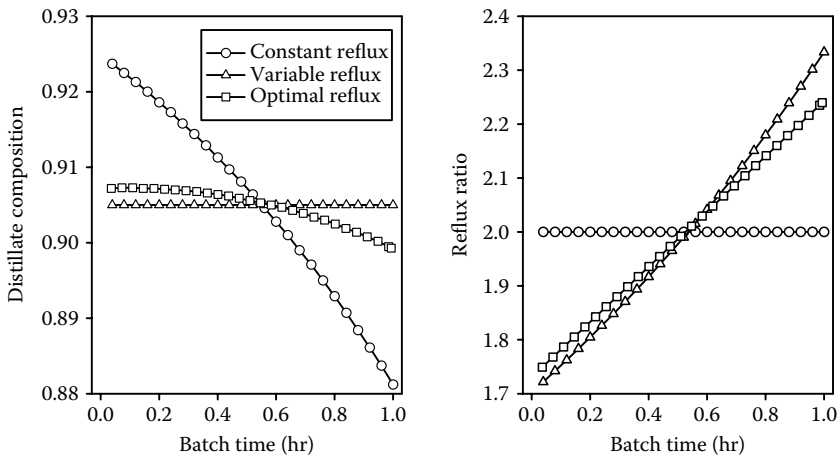 0.93
0.92
0.91
0.90
0.89
0.88
Distillate composition
Constant reflux
Variable reflux
Optimal reflux
0.0 0.2 0.4 0.6 0.8 1.0
Batch time (hr)
2.4
2.3
2.2
2.1
2.0
1.9
1.8
1.7
Reflux ratio
0.0 0.2 0.4 0.6 0.8 1.0
Batch time (hr)